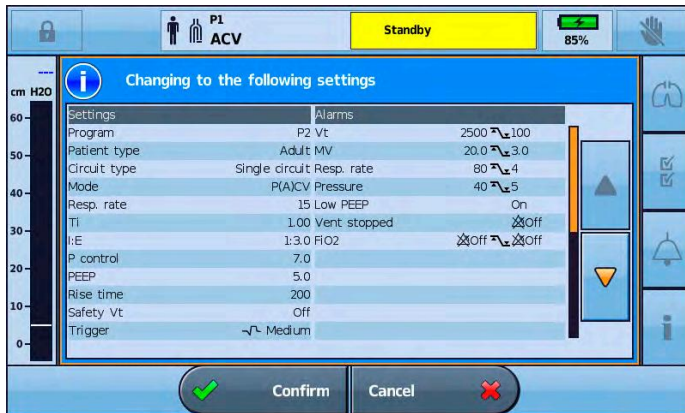 P1
ACV
Standby
85%
---
cm H2O
Changing to the following settings
Settings Alarms
Program P2 Vt 2500 100
Patient type Adult MV 20.0 3.0
Circuit type Single circuit Resp. rate 80 4
Mode P(A)CV Pressure 40 5
Resp. rate 15 Low PEEP On
Ti 1.00 Vent stopped Off
I:E 1:3.0 FiO2 Off Off
P control 7.0
PEEP 5.0
Rise time 200
Safety Vt Off
Trigger Medium
60
50
40
30
20
10
0
Confirm Cancel